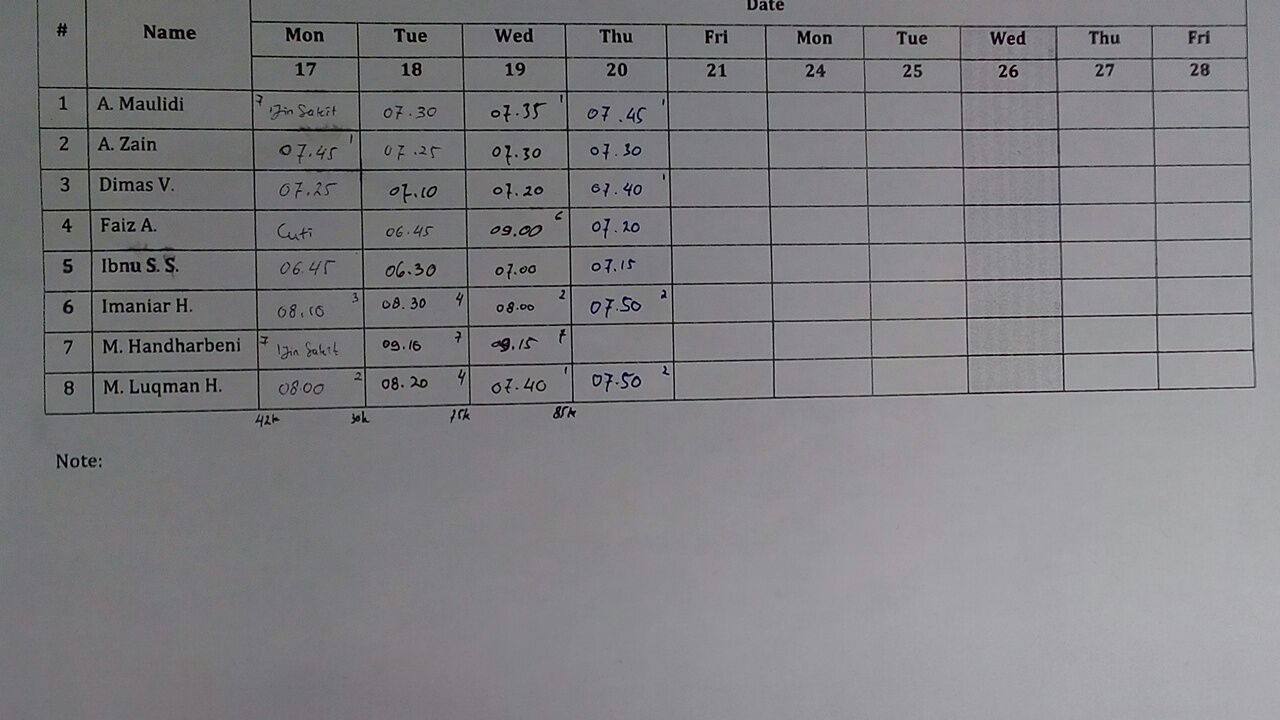 Date
# Name Mon Tue Wed Thu Fri Mon Tue Wed Thu Fri
17 18 19 20 21 24 25 26 27 28
1 A. Maulidi 7 Ijin Sakit 07.30 07.35 1 07.45 1
2 A. Zain 07.45 1 07.25 07.30 07.30
3 Dimas V. 07.25 07.10 07.20 07.40 1
4 Faiz A. Cuti 06.45 09.00 6 07.20
5 Ibnu S. S. 06.45 06.30 07.00 07.15
6 Imaniar H. 08.10 3 08.30 4 08.00 2 07.50 2
7 M. Handharbeni 7 Ijin Sakit 09.16 7 09.15 7
8 M. Luqman H. 08.00 2 08.20 4 07.40 1 07.50 2
42k 30k 75k 85k
Note: